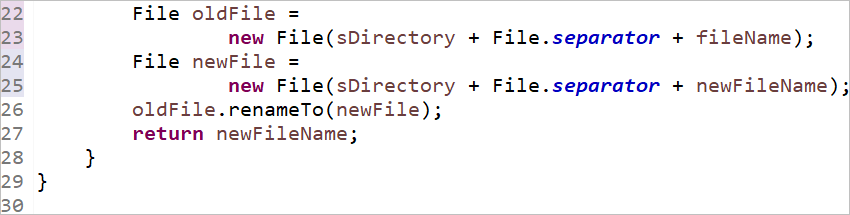 22        File oldFile =
23                new File(sDirectory + File.separator + fileName);
24        File newFile =
25                new File(sDirectory + File.separator + newFileName);
26        oldFile.renameTo(newFile);
27        return newFileName;
28    }
29 }
30